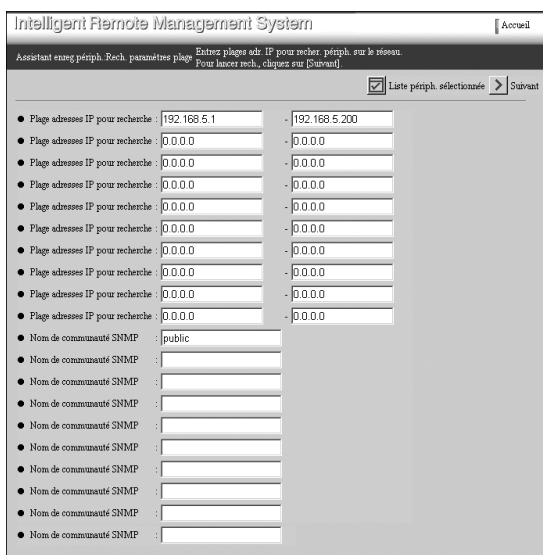 Intelligent Remote Management System
Accueil
Assistant enreg.périph.:Rech. paramètres plage Entrez plages adr. IP pour recher. périph. sur le réseau.
Pour lancer rech., cliquez sur [Suivant].
Liste périph. sélectionnée Suivant
Plage adresses IP pour recherche : 192.168.5.1 - 192.168.5.200
Plage adresses IP pour recherche : 0.0.0.0 - 0.0.0.0
Plage adresses IP pour recherche : 0.0.0.0 - 0.0.0.0
Plage adresses IP pour recherche : 0.0.0.0 - 0.0.0.0
Plage adresses IP pour recherche : 0.0.0.0 - 0.0.0.0
Plage adresses IP pour recherche : 0.0.0.0 - 0.0.0.0
Plage adresses IP pour recherche : 0.0.0.0 - 0.0.0.0
Plage adresses IP pour recherche : 0.0.0.0 - 0.0.0.0
Plage adresses IP pour recherche : 0.0.0.0 - 0.0.0.0
Plage adresses IP pour recherche : 0.0.0.0 - 0.0.0.0
Nom de communauté SNMP : public
Nom de communauté SNMP :
Nom de communauté SNMP :
Nom de communauté SNMP :
Nom de communauté SNMP :
Nom de communauté SNMP :
Nom de communauté SNMP :
Nom de communauté SNMP :
Nom de communauté SNMP :
Nom de communauté SNMP :